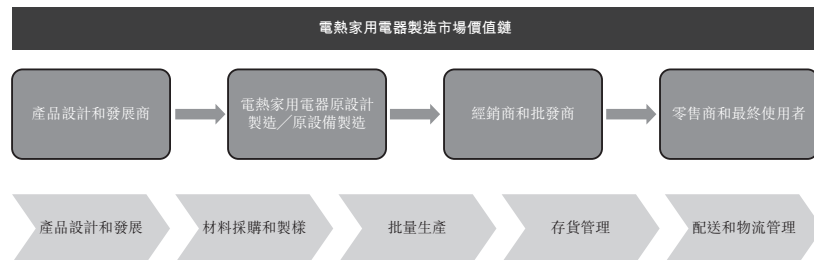 電熱家用電器製造市場價值鏈
產品設計和發展商
電熱家用電器原設計
製造／原設備製造
經銷商和批發商
零售商和最終使用者
產品設計和發展
材料採購和製樣
批量生產
存貨管理
配送和物流管理